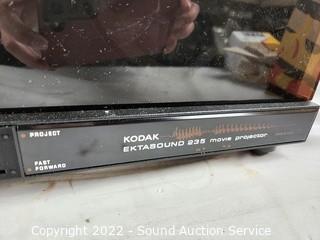 PROJECT
KODAK
EKTASOUND 235 movie projector
FAST
FORWARD
Copyright 2022 - Sound Auction Service